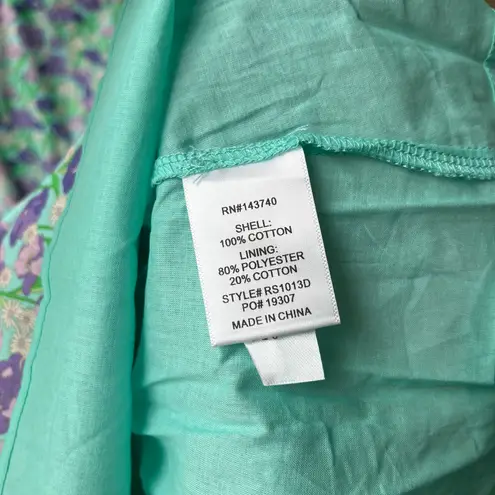 RN#143740
SHELL:
100% COTTON
LINING:
80% POLYESTER
20% COTTON
STYLE# RS1013D
PO# 19307
MADE IN CHINA